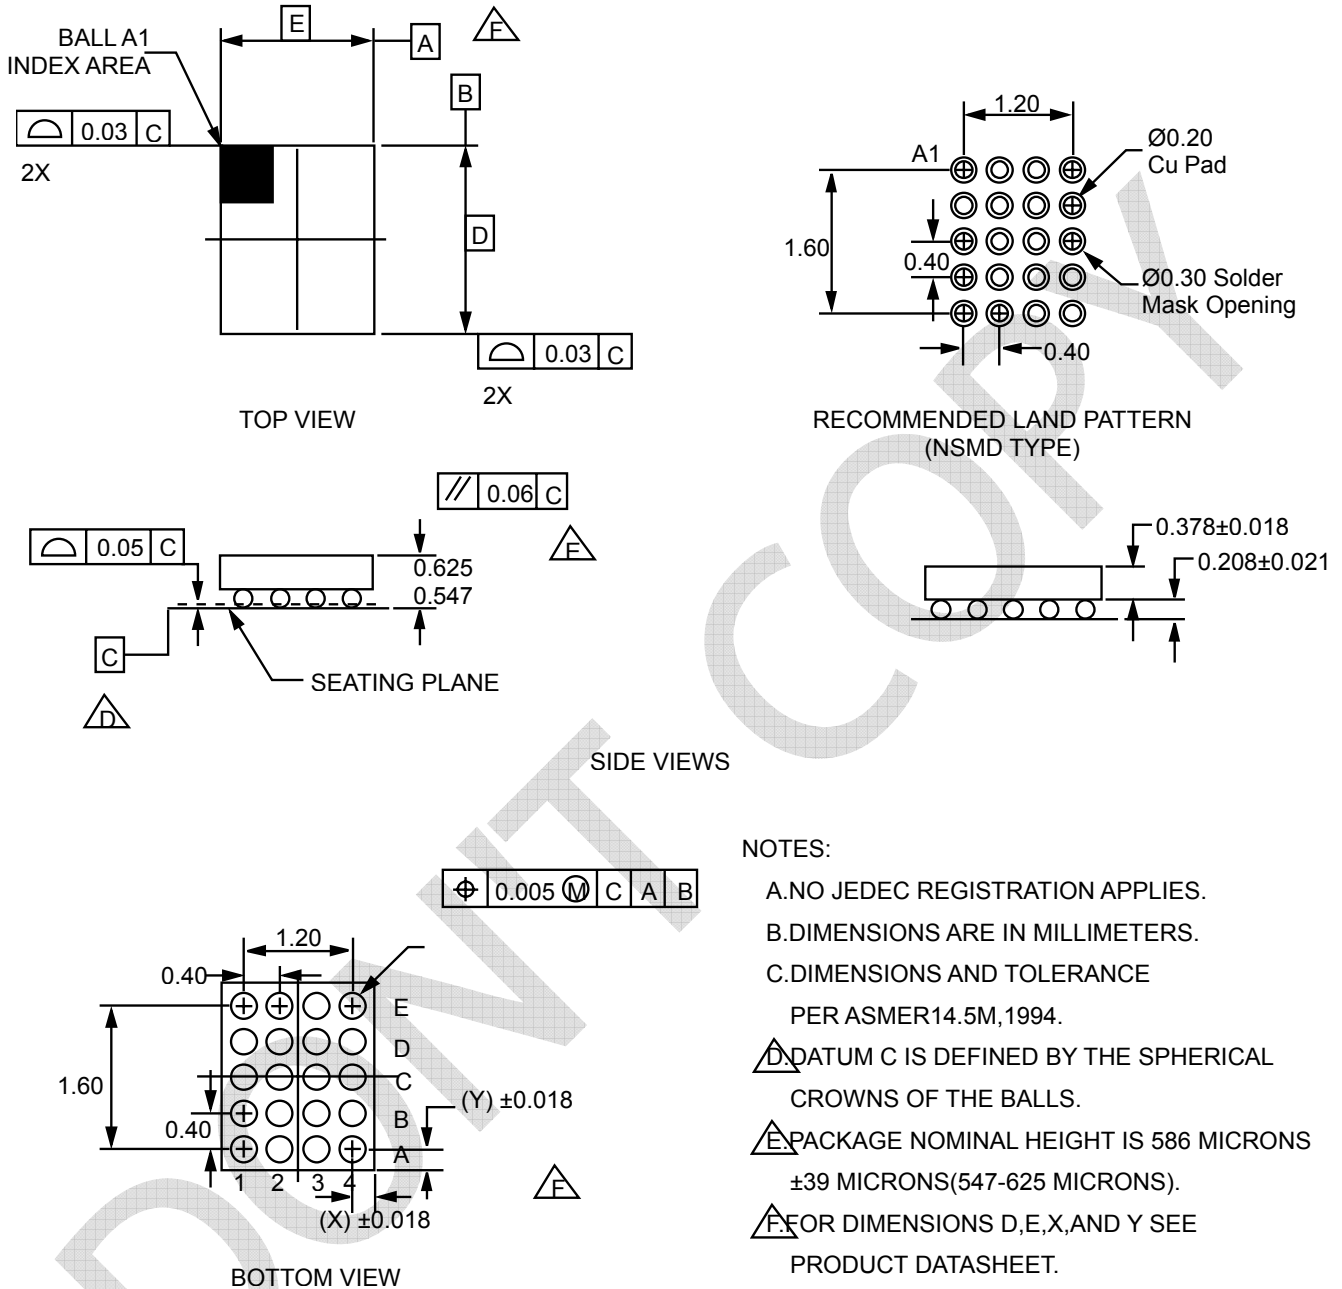 E
A
F
BALL A1
INDEX AREA
B
0.03 C
2X
D
0.03 C
2X
TOP VIEW
1.20
A1
Ø0.20
Cu Pad
1.60
0.40
Ø0.30 Solder
Mask Opening
0.40
RECOMMENDED LAND PATTERN
(NSMD TYPE)
// 0.06 C
0.05 C
E
0.625
0.547
C
SEATING PLANE
D
0.378±0.018
0.208±0.021
SIDE VIEWS
0.005 Ⓜ C A B
1.20
0.40
E
D
C
B
A
1.60
0.40
(Y) ±0.018
1 2 3 4
(X) ±0.018
F
BOTTOM VIEW
NOTES:
A.NO JEDEC REGISTRATION APPLIES.
B.DIMENSIONS ARE IN MILLIMETERS.
C.DIMENSIONS AND TOLERANCE
PER ASMER14.5M,1994.
D.DATUM C IS DEFINED BY THE SPHERICAL
CROWNS OF THE BALLS.
E.PACKAGE NOMINAL HEIGHT IS 586 MICRONS
±39 MICRONS(547-625 MICRONS).
F.FOR DIMENSIONS D,E,X,AND Y SEE
PRODUCT DATASHEET.
DONT COPY